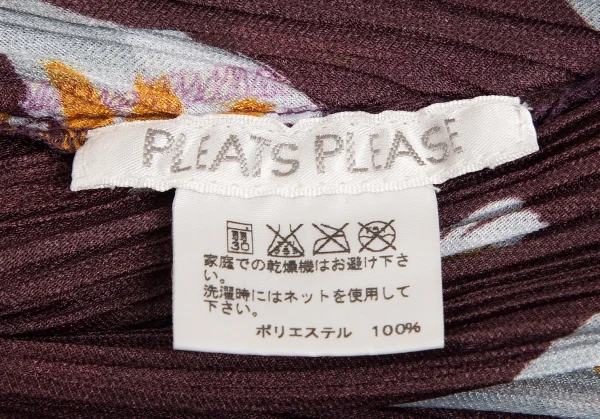 PLEATS PLEASE
弱 30
家庭での乾燥機はお避け下さ
い。
洗濯時にはネットを使用して
下さい。
ポリエステル 100%